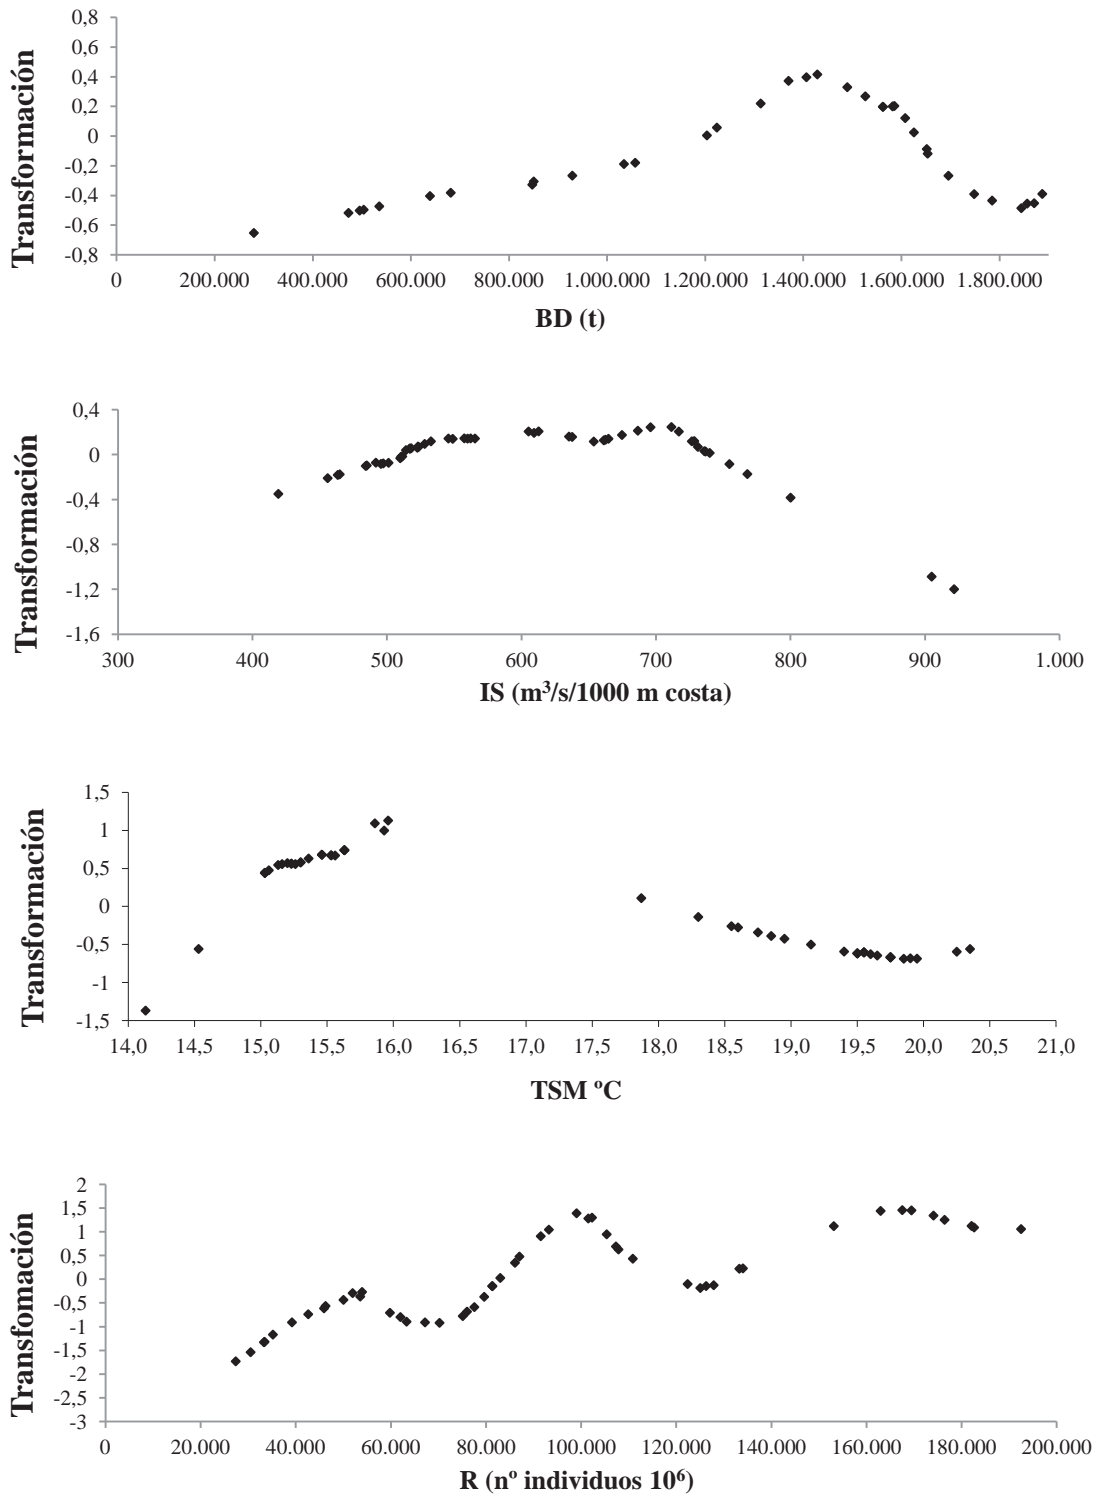 Transformación
0,8
0,6
0,4
0,2
0
-0,2
-0,4
-0,6
-0,8
0 200.000 400.000 600.000 800.000 1.000.000 1.200.000 1.400.000 1.600.000 1.800.000
BD (t)
Transformación
0,4
0
-0,4
-0,8
-1,2
-1,6
300 400 500 600 700 800 900 1.000
IS (m³/s/1000 m costa)
Transformación
1,5
1
0,5
0
-0,5
-1
-1,5
14,0 14,5 15,0 15,5 16,0 16,5 17,0 17,5 18,0 18,5 19,0 19,5 20,0 20,5 21,0
TSM ºC
Transfomación
2
1,5
1
0,5
0
-0,5
-1
-1,5
-2
-2,5
-3
0 20.000 40.000 60.000 80.000 100.000 120.000 140.000 160.000 180.000 200.000
R (nº individuos 10⁶)